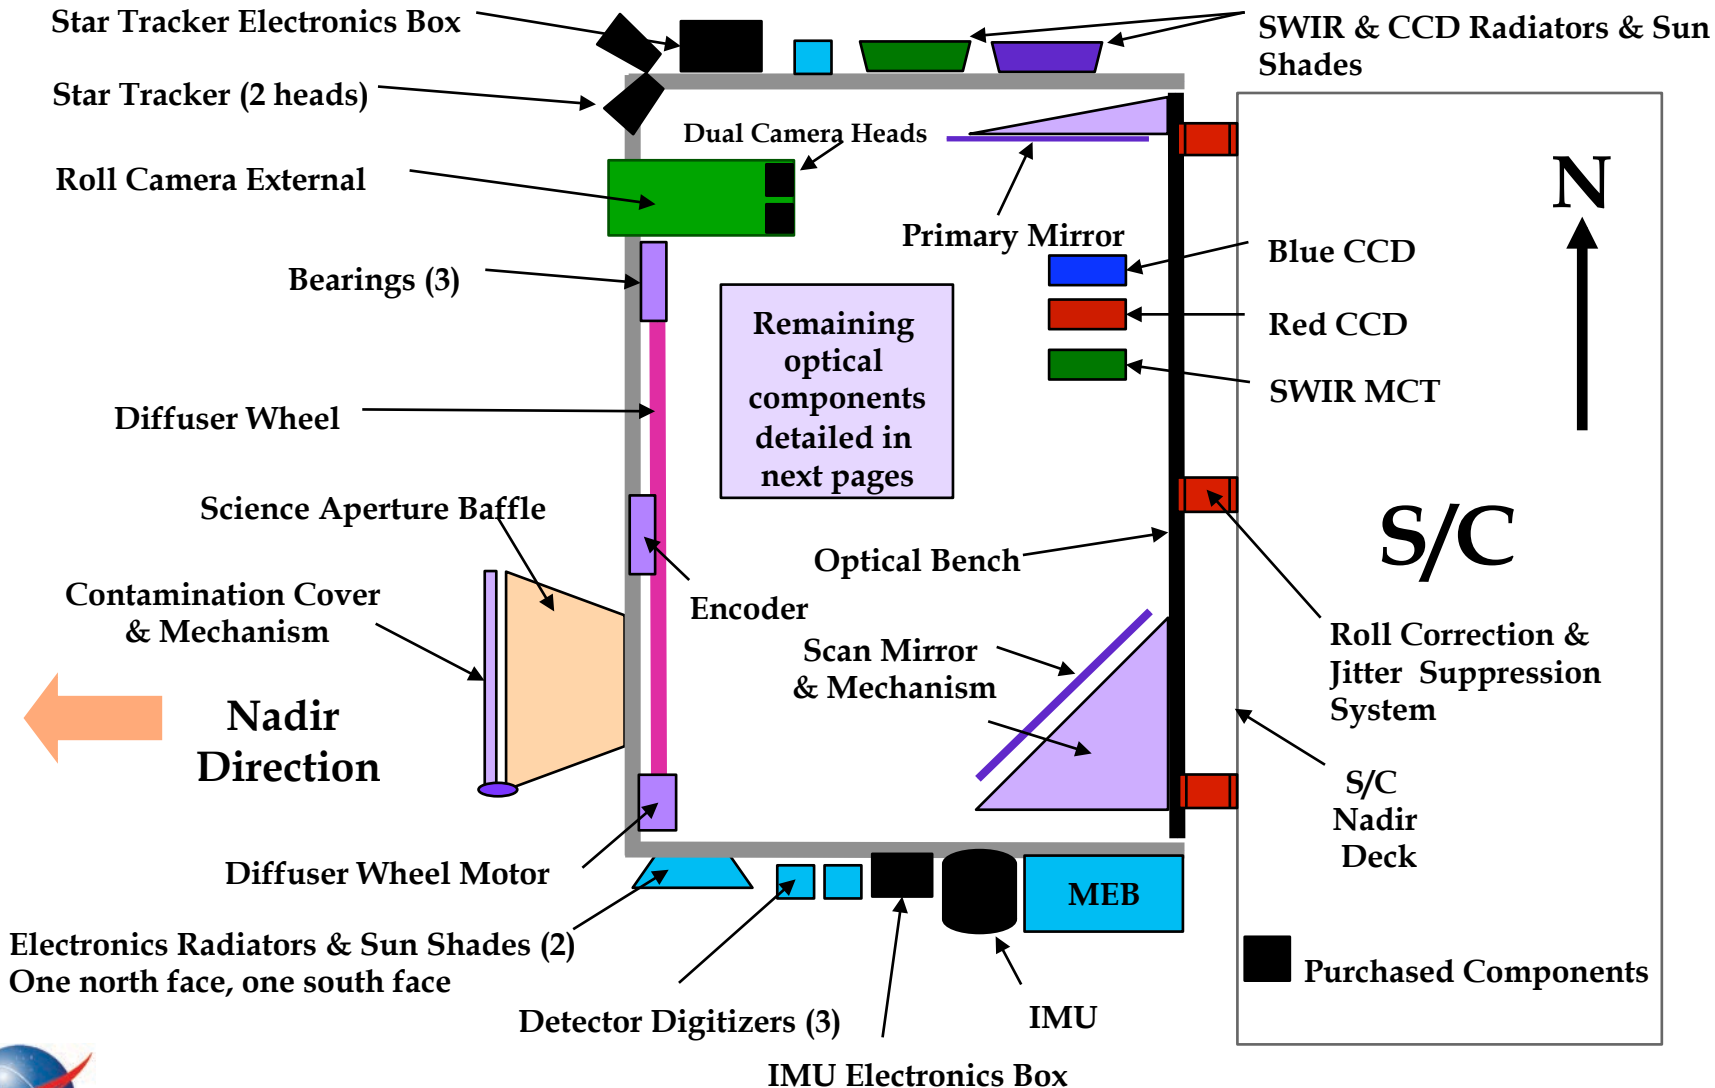 Star Tracker Electronics Box
SWIR & CCD Radiators & Sun
Shades
Star Tracker (2 heads)
Dual Camera Heads
Roll Camera External
N
Primary Mirror
Blue CCD
Bearings (3)
Remaining
optical
components
detailed in
next pages
Red CCD
SWIR MCT
Diffuser Wheel
Science Aperture Baffle
S/C
Optical Bench
Contamination Cover
& Mechanism
Encoder
Scan Mirror
& Mechanism
Roll Correction &
Jitter Suppression
System
Nadir
Direction
S/C
Nadir
Deck
Diffuser Wheel Motor
MEB
Electronics Radiators & Sun Shades (2)
One north face, one south face
Purchased Components
Detector Digitizers (3)
IMU
IMU Electronics Box